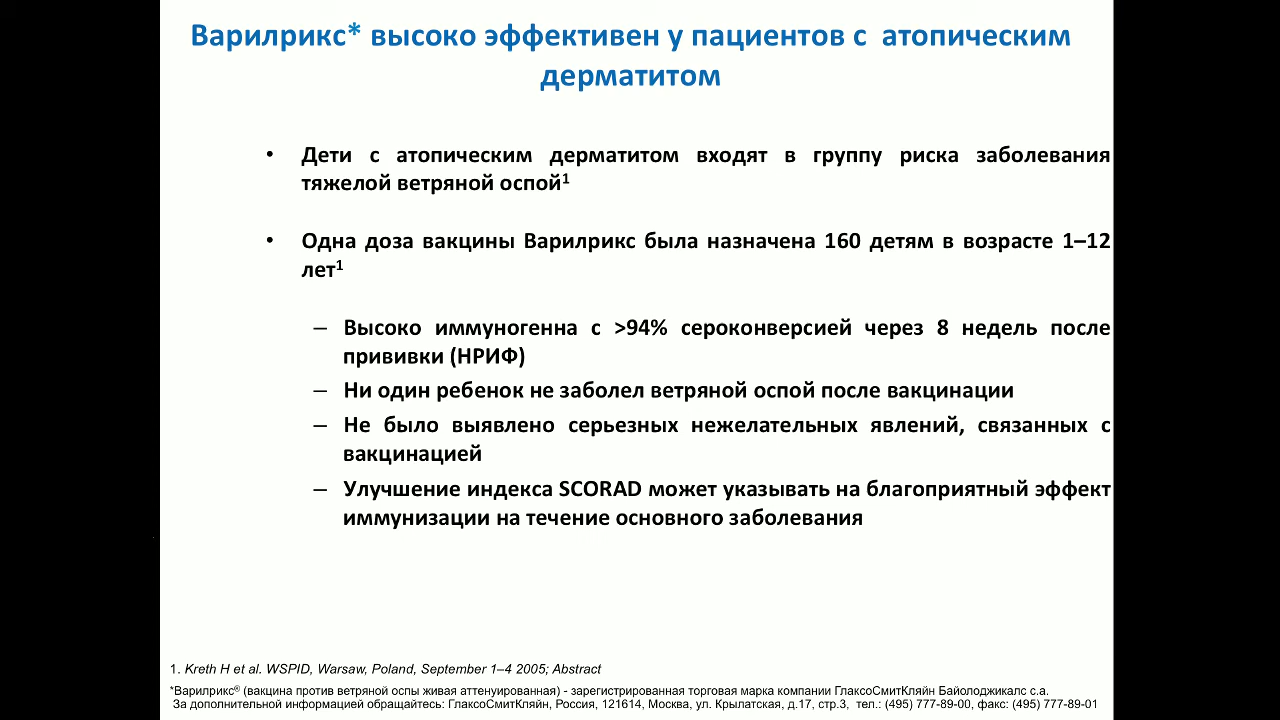 Варилрикс* высоко эффективен у пациентов с атопическим
дерматитом
• Дети с атопическим дерматитом входят в группу риска заболевания
тяжелой ветряной оспой¹
• Одна доза вакцины Варилрикс была назначена 160 детям в возрасте 1–12
лет¹
– Высоко иммуногенна с >94% сероконверсией через 8 недель после
прививки (НРИФ)
– Ни один ребенок не заболел ветряной оспой после вакцинации
– Не было выявлено серьезных нежелательных явлений, связанных с
вакцинацией
– Улучшение индекса SCORAD может указывать на благоприятный эффект
иммунизации на течение основного заболевания
1. Kreth H et al. WSPID, Warsaw, Poland, September 1–4 2005; Abstract
*Варилрикс® (вакцина против ветряной оспы живая аттенуированная) - зарегистрированная торговая марка компании ГлаксоСмитКляйн Байолоджикалс с.а.
За дополнительной информацией обращайтесь: ГлаксоСмитКляйн, Россия, 121614, Москва, ул. Крылатская, д.17, стр.3, тел.: (495) 777-89-00, факс: (495) 777-89-01